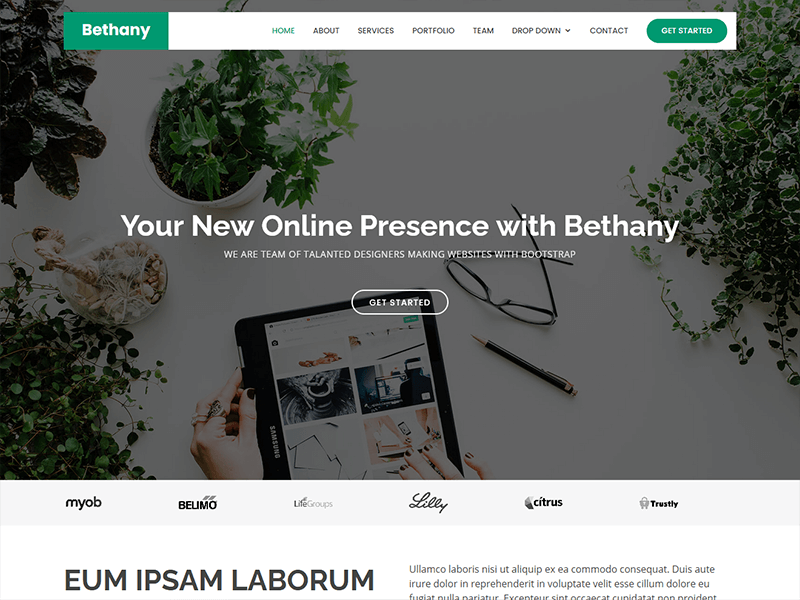 Bethany
HOME ABOUT SERVICES PORTFOLIO TEAM DROP DOWN CONTACT GET STARTED
Your New Online Presence with Bethany
WE ARE TEAM OF TALANTED DESIGNERS MAKING WEBSITES WITH BOOTSTRAP
GET STARTED
SAMSUNG
myob BELIMO LifeGroups Lilly citrus Trustly
EUM IPSAM LABORUM
Ullamco laboris nisi ut aliquip ex ea commodo consequat. Duis aute
irure dolor in reprehenderit in voluptate velit esse cillum dolore eu
fugiat nulla pariatur. Excepteur sint occaecat cupidatat non proident